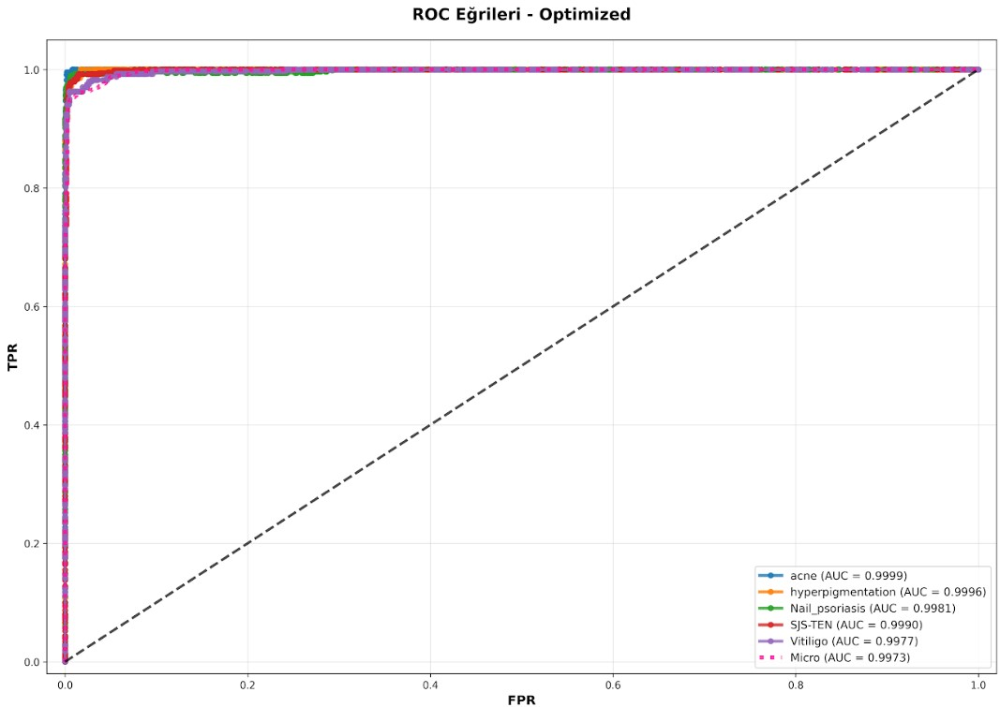 ROC Eğrileri - Optimized
TPR
1.0
0.8
0.6
0.4
0.2
0.0
0.0 0.2 0.4 0.6 0.8 1.0
FPR
acne (AUC = 0.9999)
hyperpigmentation (AUC = 0.9996)
Nail_psoriasis (AUC = 0.9981)
SJS-TEN (AUC = 0.9990)
Vitiligo (AUC = 0.9977)
Micro (AUC = 0.9973)